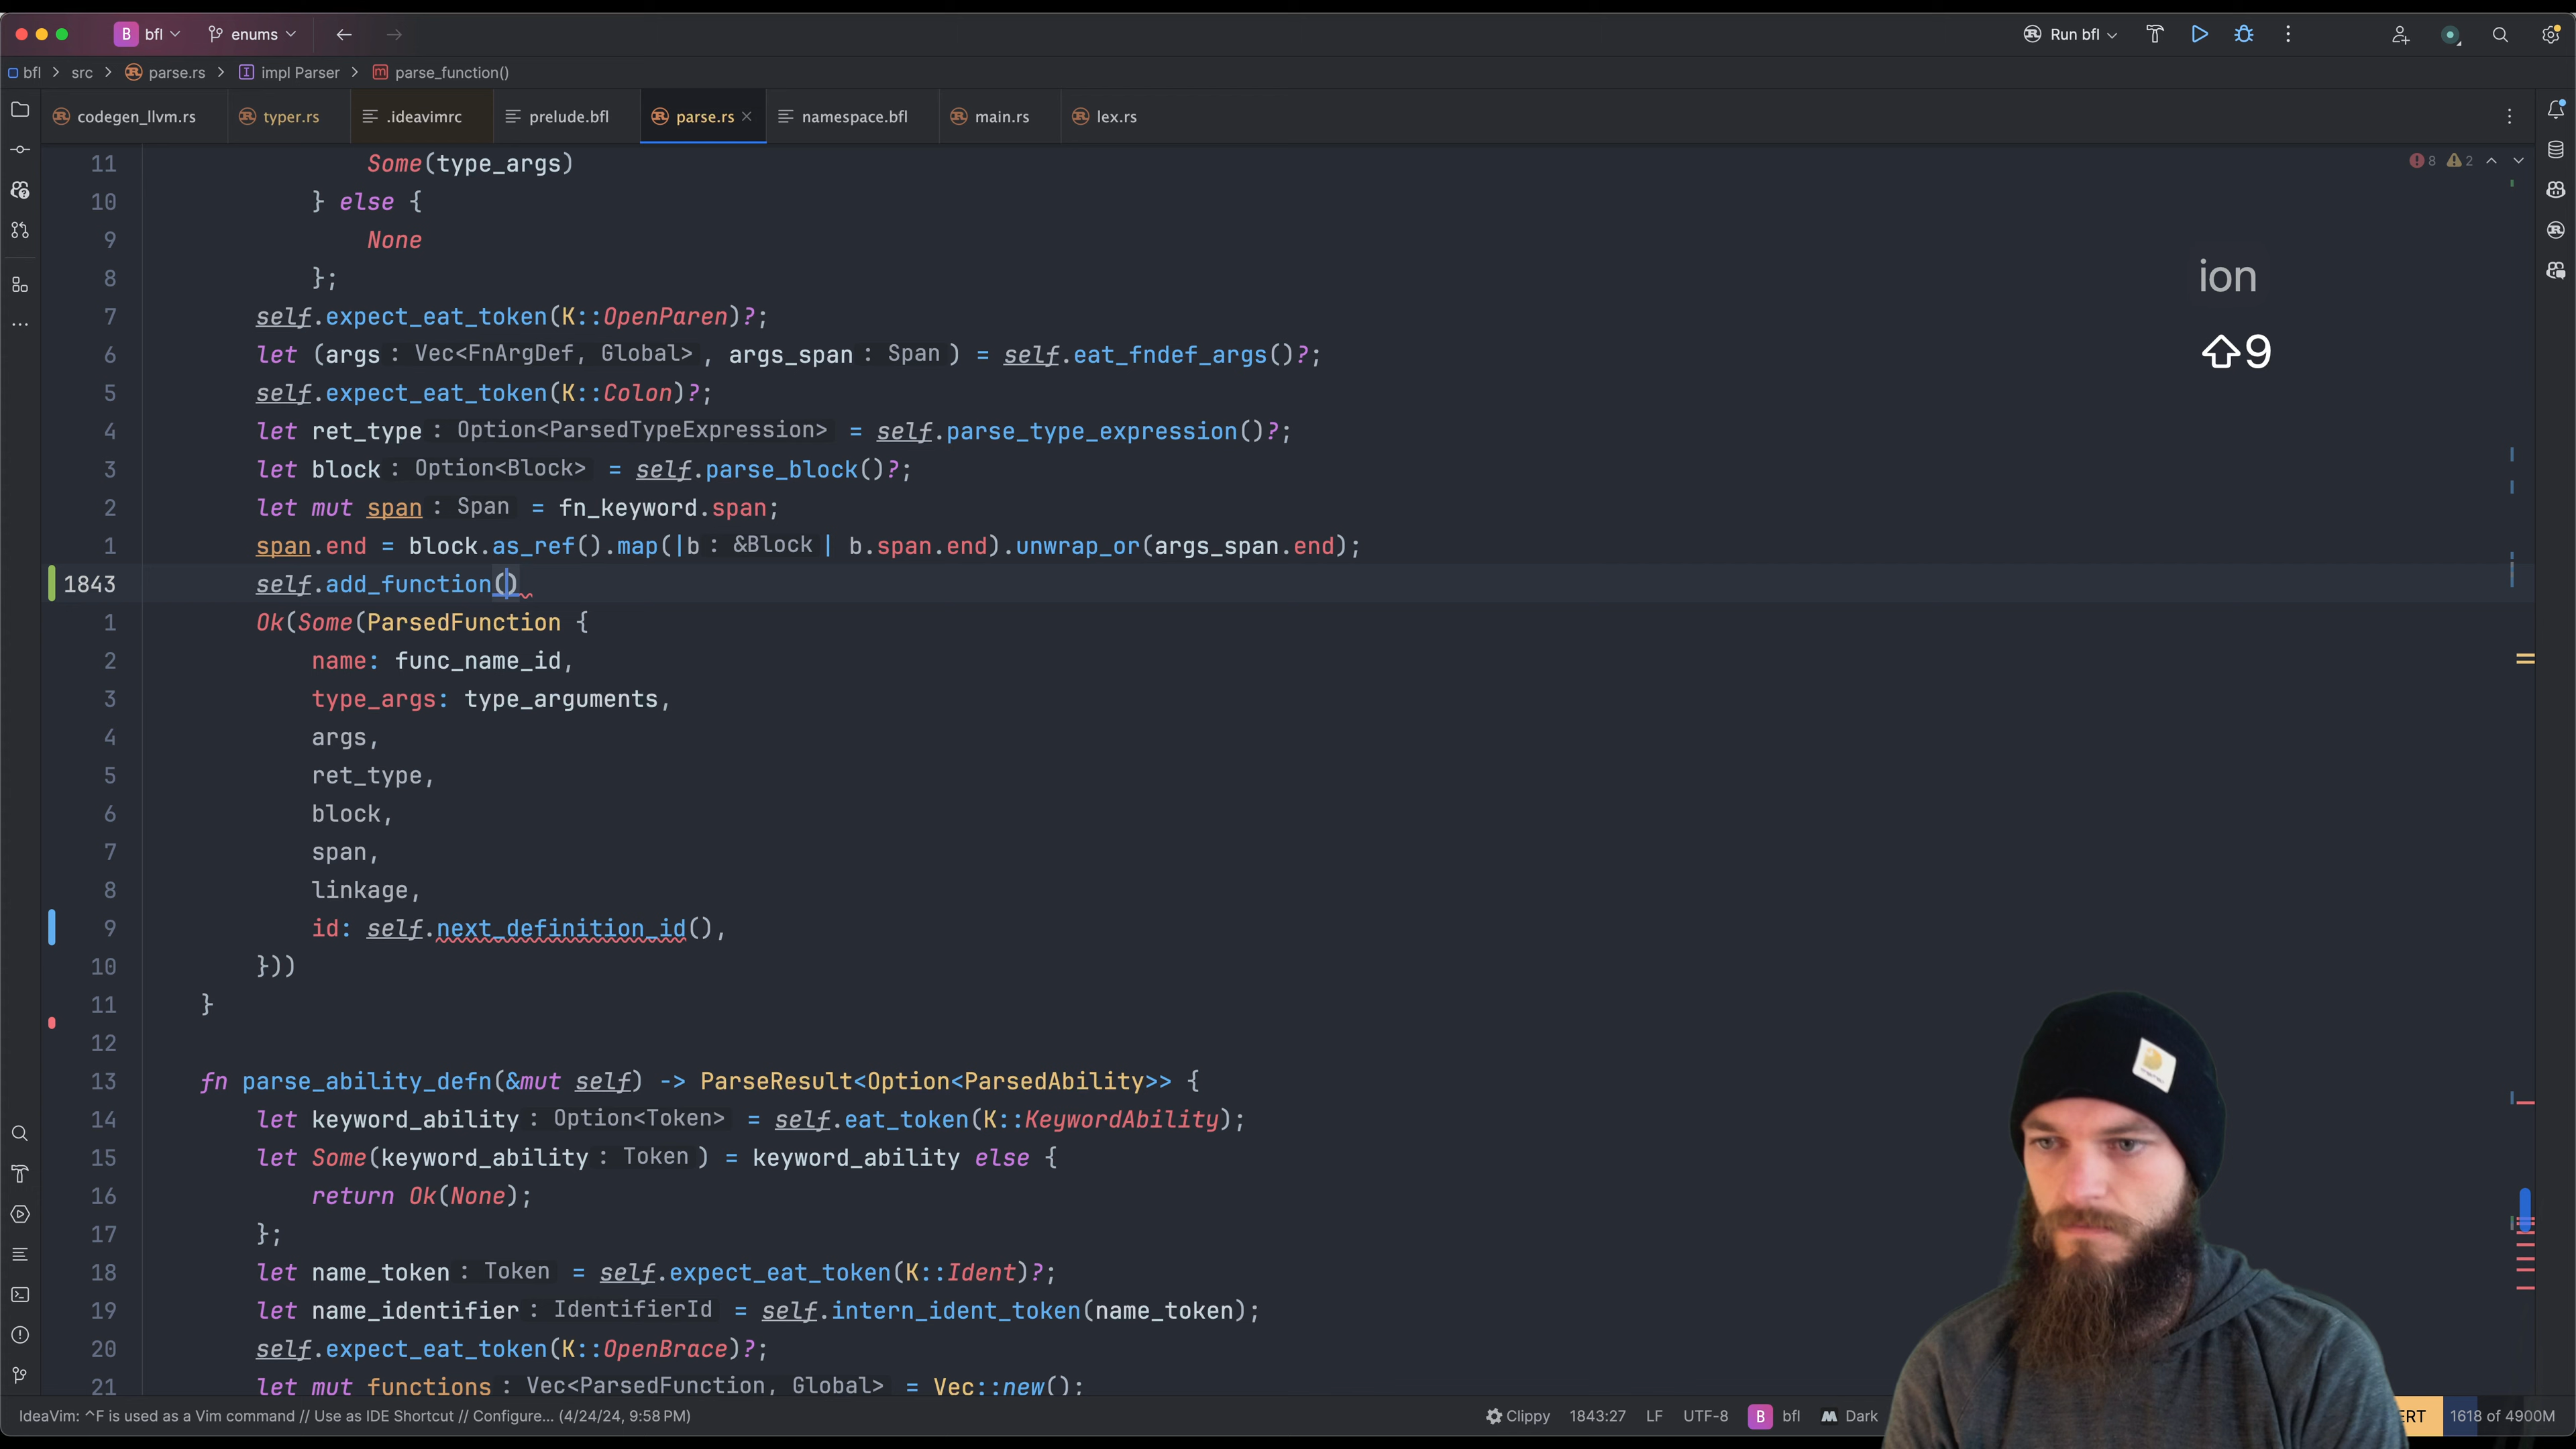 B bfl enums Run bfl
bfl > src > parse.rs > impl Parser > parse_function()
codegen_llvm.rs typer.rs .ideavimrc prelude.bfl parse.rs namespace.bfl main.rs lex.rs
11 Some(type_args) 8 2
10 } else {
9 None
8 };
ion
7 self.expect_eat_token(K::OpenParen)?;
6 let (args: Vec<FnArgDef, Global>, args_span: Span) = self.eat_fndef_args()?;
⇧9
5 self.expect_eat_token(K::Colon)?;
4 let ret_type: Option<ParsedTypeExpression> = self.parse_type_expression()?;
3 let block: Option<Block> = self.parse_block()?;
2 let mut span: Span = fn_keyword.span;
1 span.end = block.as_ref().map(|b: &Block| b.span.end).unwrap_or(args_span.end);
1843 self.add_function()
1 Ok(Some(ParsedFunction {
2 name: func_name_id,
3 type_args: type_arguments,
4 args,
5 ret_type,
6 block,
7 span,
8 linkage,
9 id: self.next_definition_id(),
10 }))
11 }
12
13 fn parse_ability_defn(&mut self) -> ParseResult<Option<ParsedAbility>> {
14 let keyword_ability: Option<Token> = self.eat_token(K::KeywordAbility);
15 let Some(keyword_ability: Token) = keyword_ability else {
16 return Ok(None);
17 };
18 let name_token: Token = self.expect_eat_token(K::Ident)?;
19 let name_identifier: IdentifierId = self.intern_ident_token(name_token);
20 self.expect_eat_token(K::OpenBrace)?;
21 let mut functions: Vec<ParsedFunction, Global> = Vec::new();
IdeaVim: ^F is used as a Vim command // Use as IDE Shortcut // Configure... (4/24/24, 9:58 PM) Clippy 1843:27 LF UTF-8 B bfl Dark ERT 1618 of 4900M